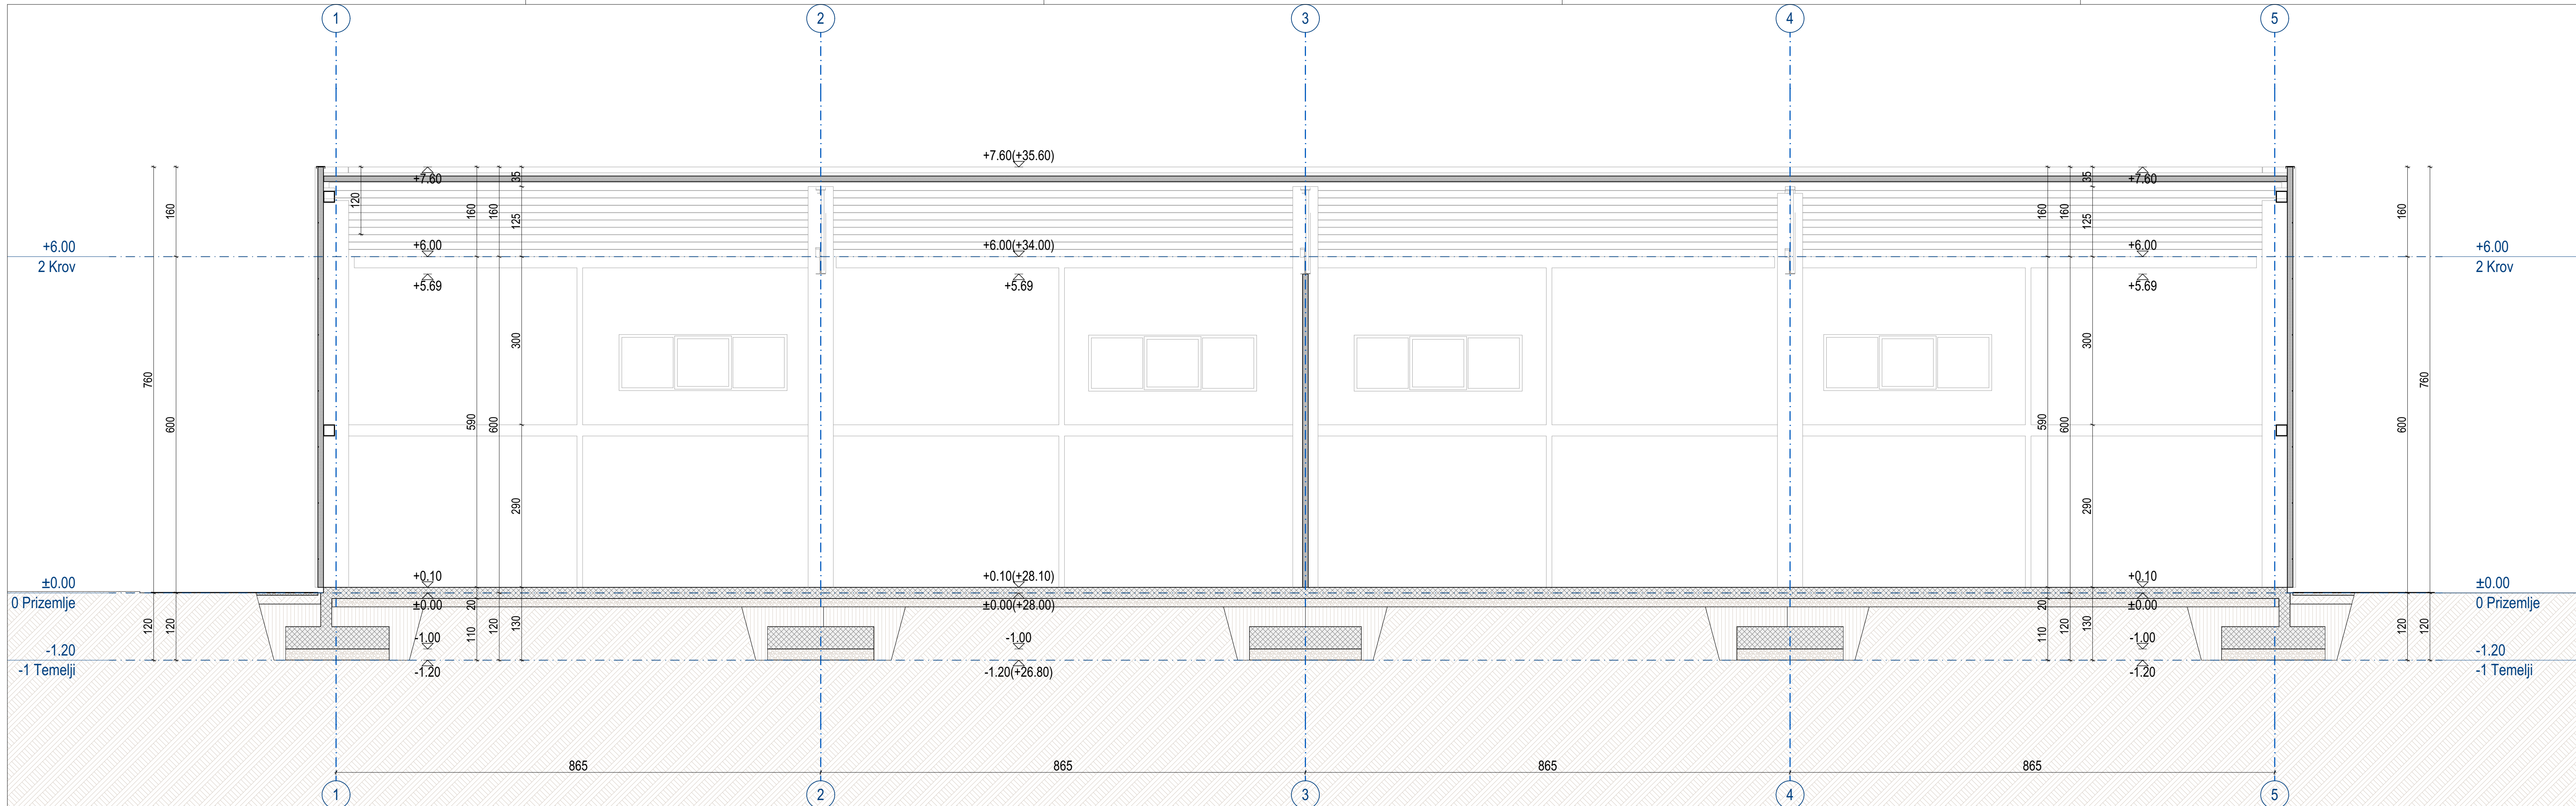 1 2 3 4 5
+7.60(+35.60)
+7.60 +7.60
35 35
120
160 160 160 125 160 160 125 160
+6.00 +6.00 +6.00(+34.00) +6.00 +6.00
2 Krov 2 Krov
+5.69 +5.69 +5.69
300 300
760 760
600 590 600 590 600 600
290 290
±0.00 +0.10 +0.10(+28.10) +0.10 ±0.00
0 Prizemlje ±0.00 ±0.00(+28.00) ±0.00 0 Prizemlje
20 20
120 120 110 120 130 110 120 130 120 120
-1.00 -1.00 -1.00
-1.20 -1.20
-1 Temelji -1.20 -1.20(+26.80) -1.20 -1 Temelji
865 865 865 865
1 2 3 4 5